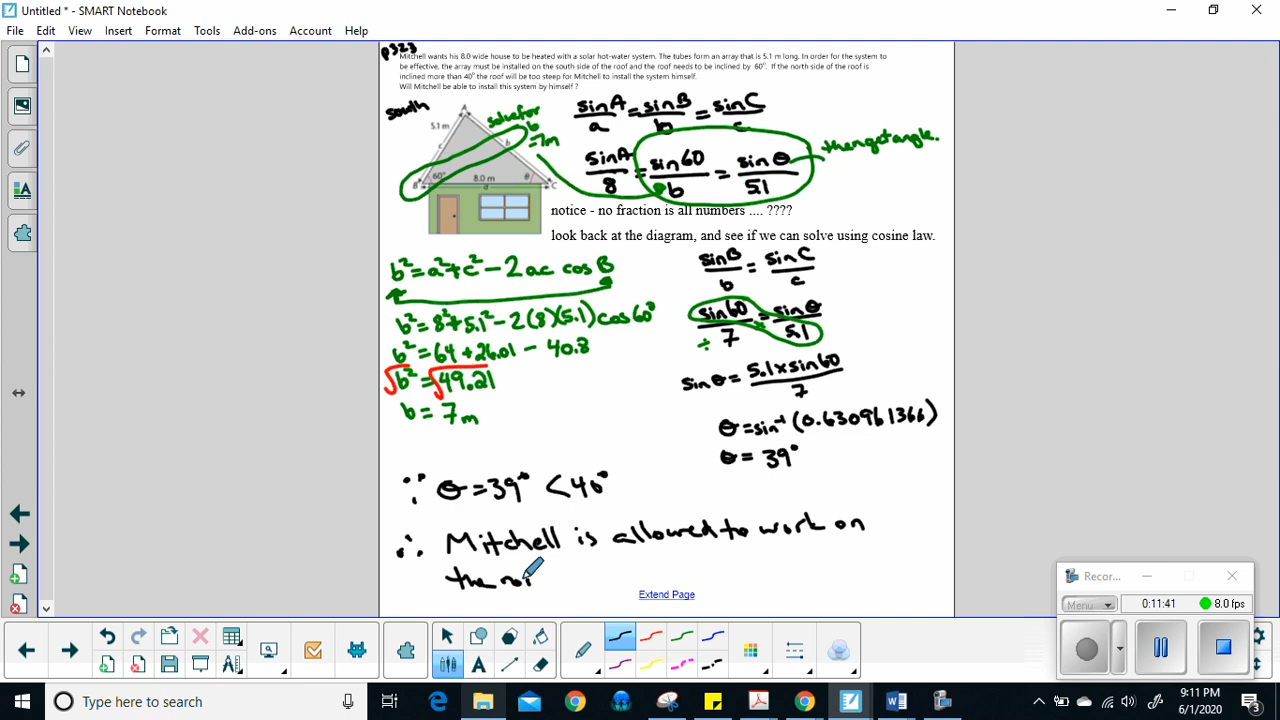 Untitled * - SMART Notebook
File Edit View Insert Format Tools Add-ons Account Help
p323
Mitchell wants his 8.0 wide house to be heated with a solar hot-water system. The tubes form an array that is 5.1 m long. In order for the system to
be effective, the array must be installed on the south side of the roof and the roof needs to be inclined by 60°. If the north side of the roof is
inclined more than 40° the roof will be too steep for Mitchell to install the system himself.
Will Mitchell be able to install this system by himself ?
south
A
5.1 m
c
b
B
60°
8.0 m
θ
C
a
solve for
b
=7m
sinA/a = sinB/b = sinC/c
sinA/8 = sin60/b = sinθ/5.1
then get angle.
notice - no fraction is all numbers .... ????
look back at the diagram, and see if we can solve using cosine law.
b² = a² + c² - 2ac cosB
b² = 8² + 5.1² - 2(8)(5.1)cos60°
b² = 64 + 26.01 - 40.8
√b² = √49.21
b = 7m
sinB/b = sinC/c
sin60/7 = sinθ/5.1
÷
sinθ = 5.1 x sin60/7
θ = sin⁻¹(0.630961366)
θ = 39°
∵ θ = 39° < 40°
∴ Mitchell is allowed to work on
the nor
Extend Page
Recor...
Menu
0:11:41
8.0 fps
Type here to search
9:11 PM
6/1/2020
3